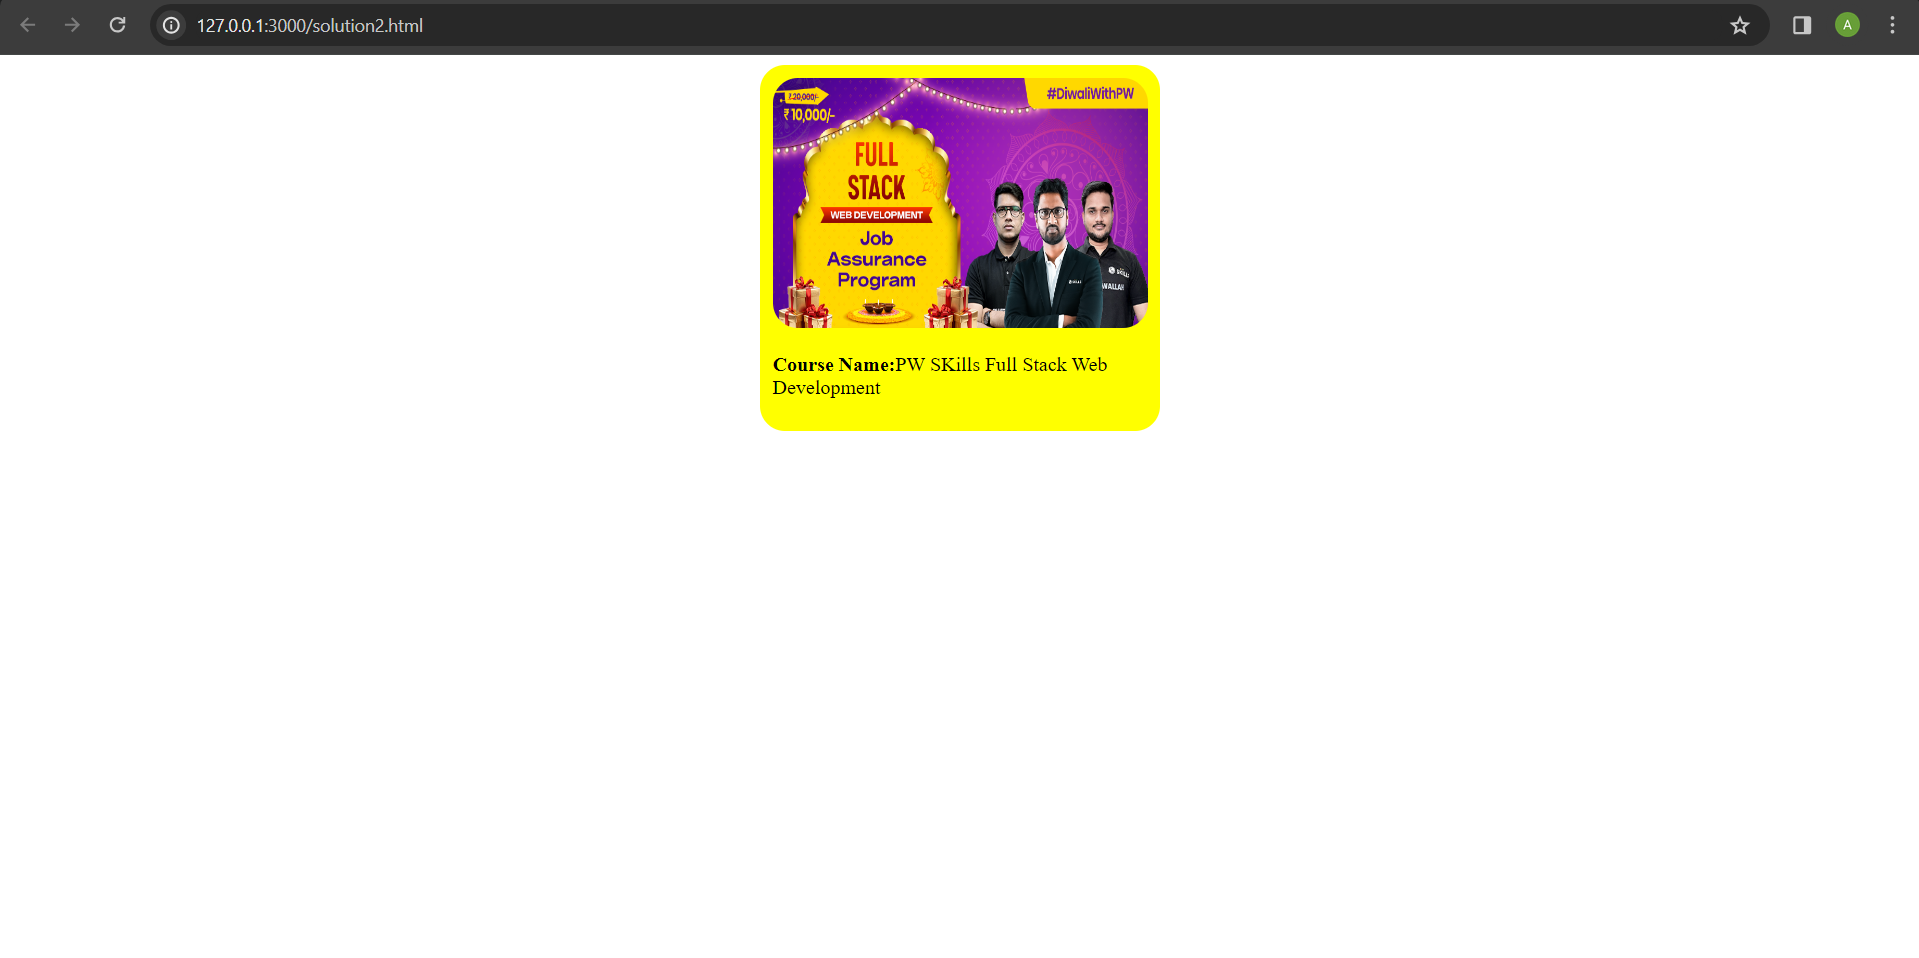 127.0.0.1:3000/solution2.html
A
₹20,000/-
₹10,000/-
#DiwaliWithPW
FULL
STACK
WEB DEVELOPMENT
Job
Assurance
Program
SKILLS
WALLAH
Course Name:PW SKills Full Stack Web
Development